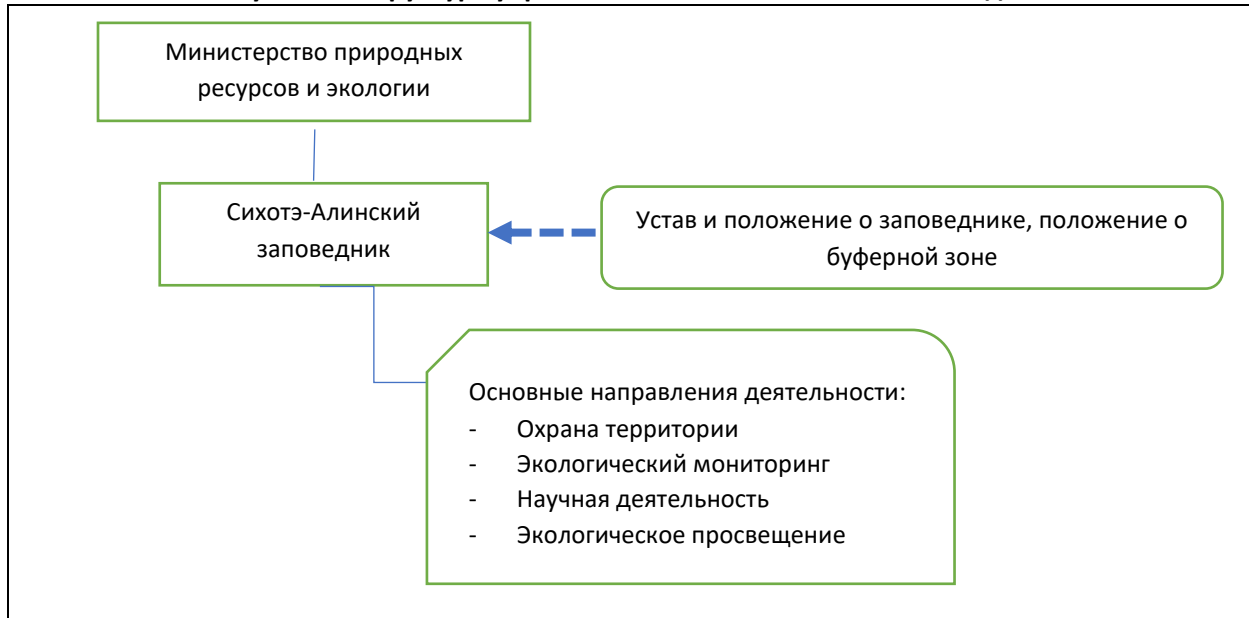 Министерство природных
ресурсов и экологии
Сихотэ-Алинский
заповедник
Устав и положение о заповеднике, положение о
буферной зоне
Основные направления деятельности:
- Охрана территории
- Экологический мониторинг
- Научная деятельность
- Экологическое просвещение